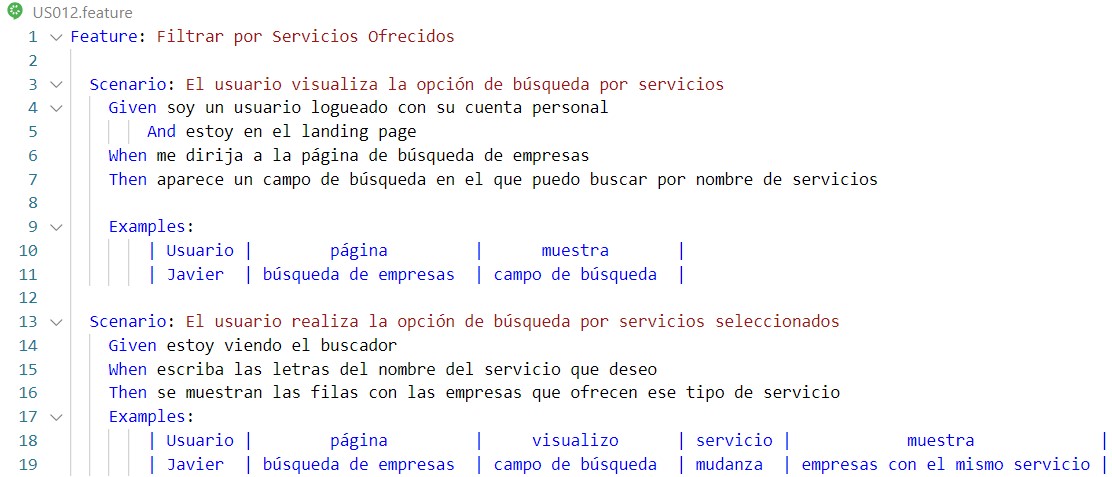 US012.feature
1 Feature: Filtrar por Servicios Ofrecidos
2
3 Scenario: El usuario visualiza la opción de búsqueda por servicios
4 Given soy un usuario logueado con su cuenta personal
5 And estoy en el landing page
6 When me dirija a la página de búsqueda de empresas
7 Then aparece un campo de búsqueda en el que puedo buscar por nombre de servicios
8
9 Examples:
10 | Usuario | página | muestra |
11 | Javier | búsqueda de empresas | campo de búsqueda |
12
13 Scenario: El usuario realiza la opción de búsqueda por servicios seleccionados
14 Given estoy viendo el buscador
15 When escriba las letras del nombre del servicio que deseo
16 Then se muestran las filas con las empresas que ofrecen ese tipo de servicio
17 Examples:
18 | Usuario | página | visualizo | servicio | muestra |
19 | Javier | búsqueda de empresas | campo de búsqueda | mudanza | empresas con el mismo servicio |